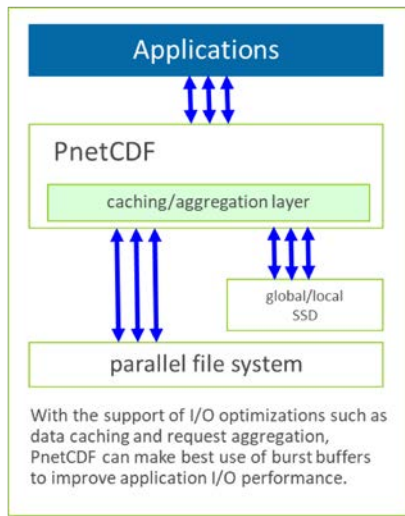 Applications
PnetCDF
caching/aggregation layer
global/local
SSD
parallel file system
With the support of I/O optimizations such as
data caching and request aggregation,
PnetCDF can make best use of burst buffers
to improve application I/O performance.